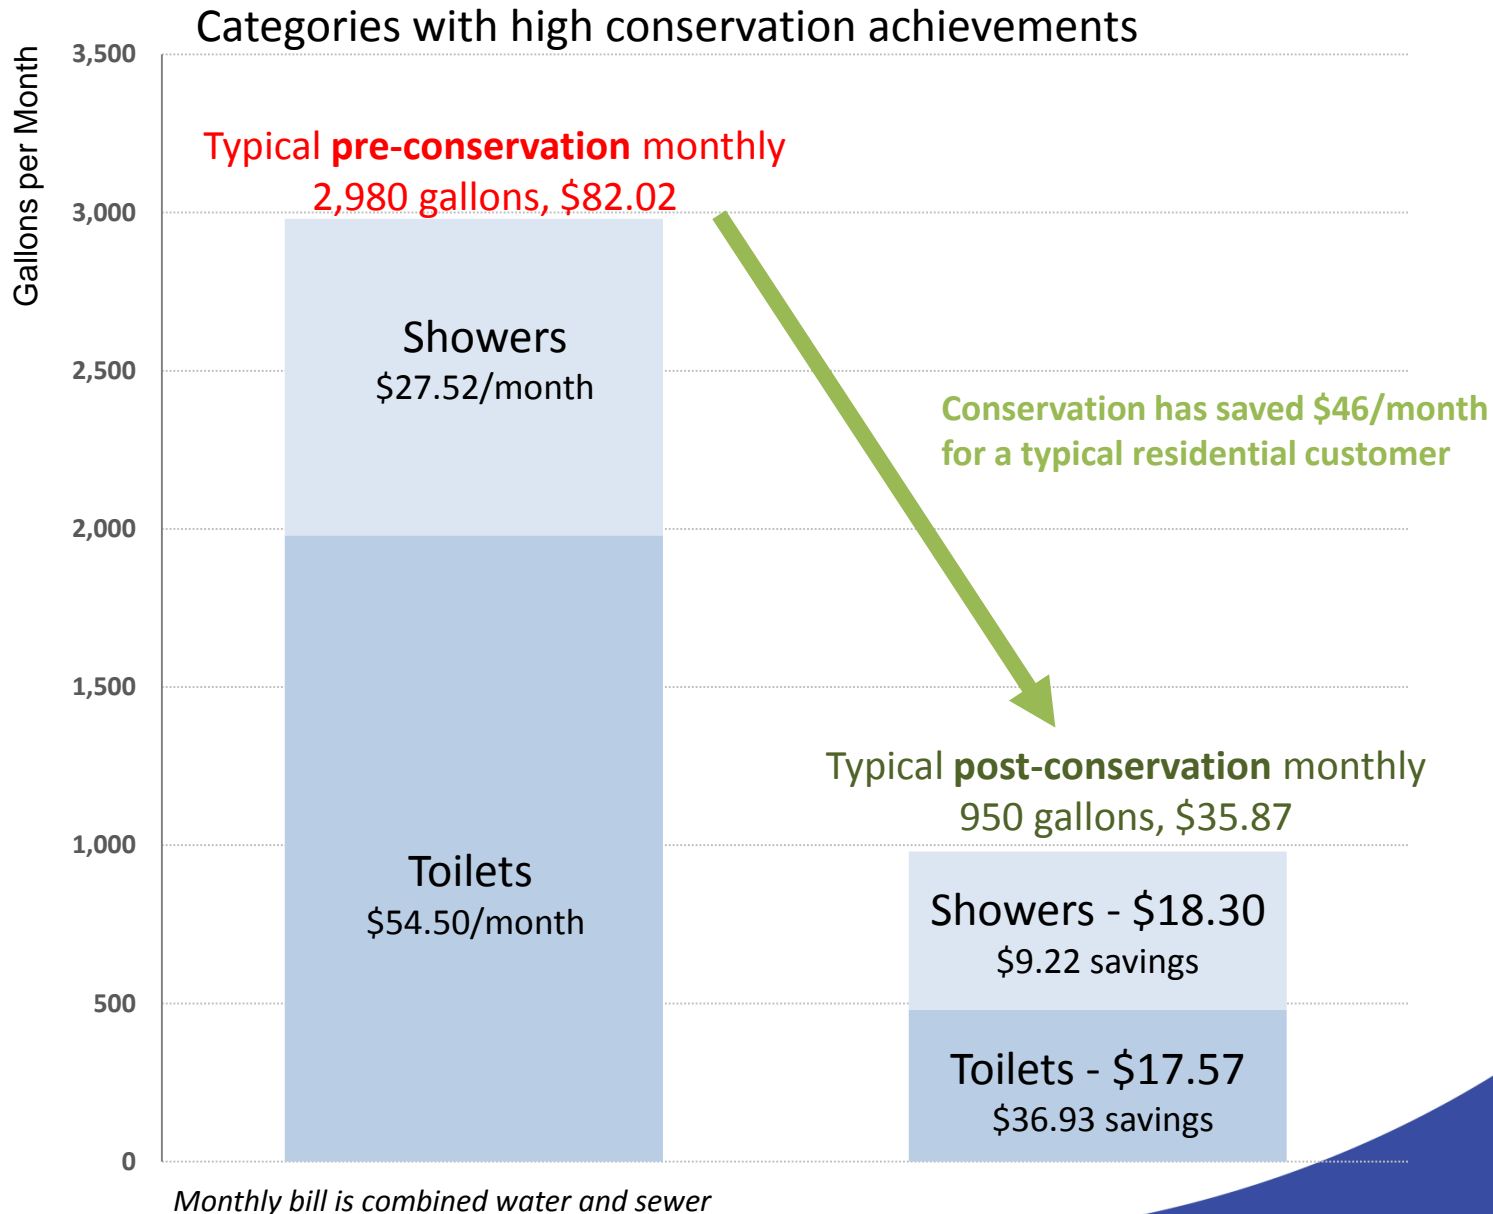 Categories with high conservation achievements
Gallons per Month
3,500
3,000
2,500
2,000
1,500
1,000
500
0
Typical pre-conservation monthly
2,980 gallons, $82.02
Showers
$27.52/month
Toilets
$54.50/month
Conservation has saved $46/month
for a typical residential customer
Typical post-conservation monthly
950 gallons, $35.87
Showers - $18.30
$9.22 savings
Toilets - $17.57
$36.93 savings
Monthly bill is combined water and sewer